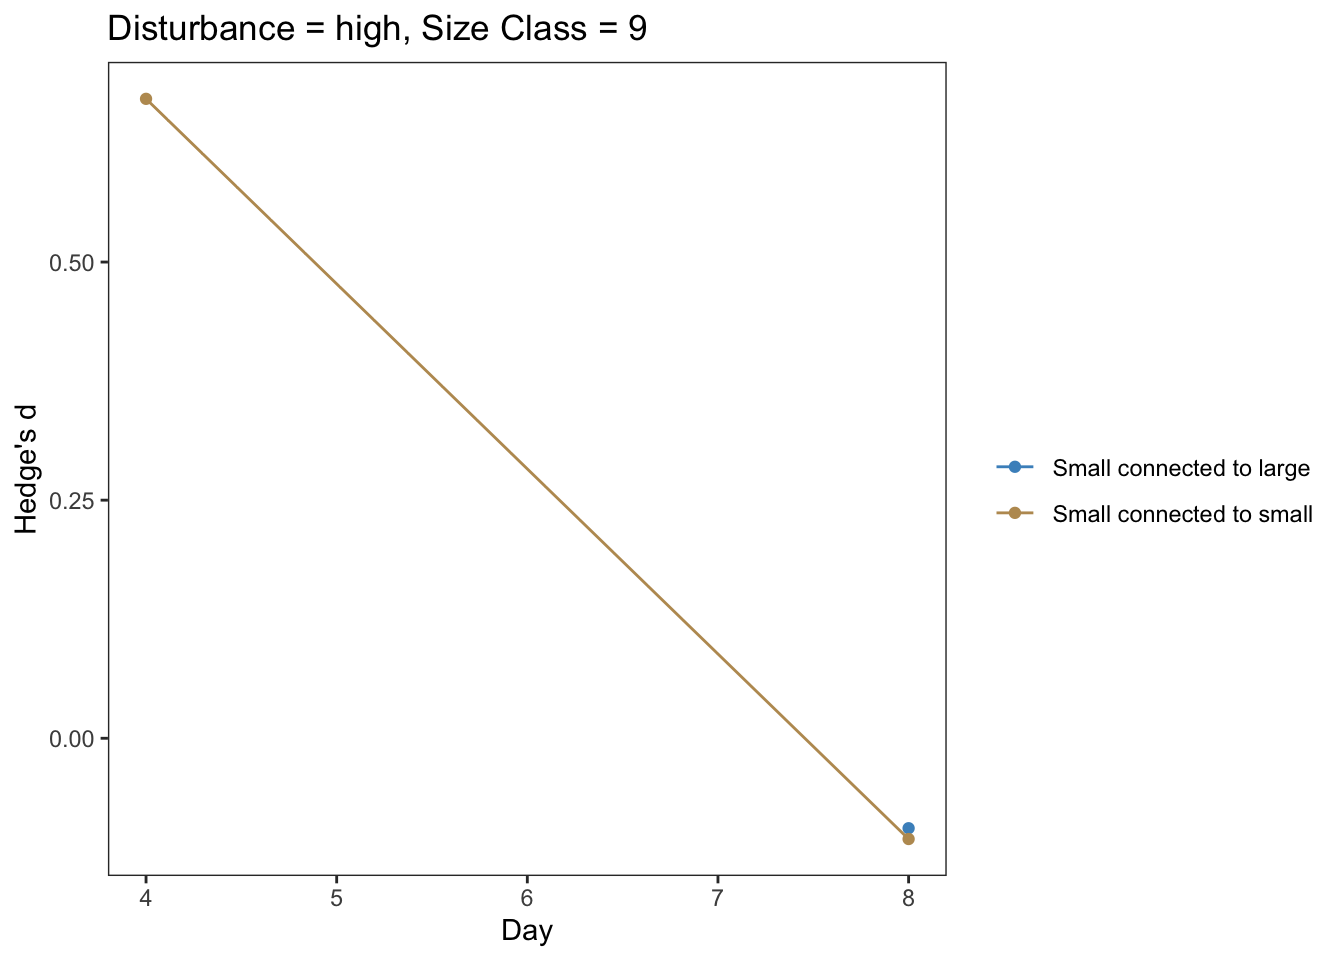 Disturbance = high, Size Class = 9
Hedge's d
0.50
0.25
0.00
4 5 6 7 8
Day
Small connected to large
Small connected to small